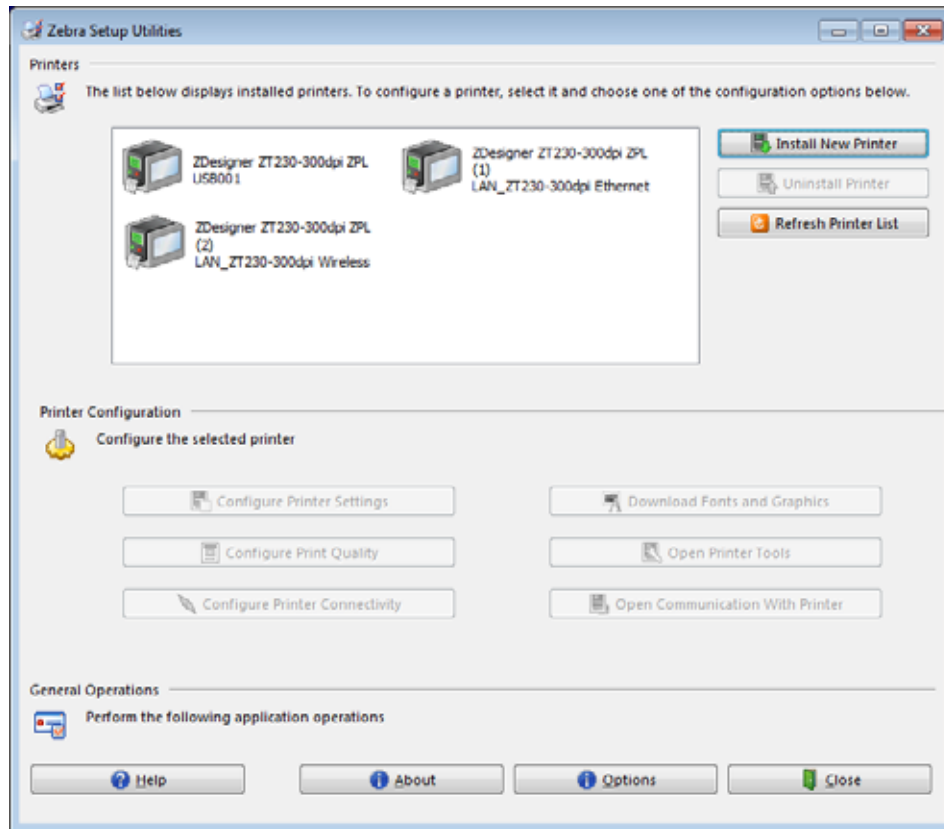 Zebra Setup Utilities
Printers
The list below displays installed printers. To configure a printer, select it and choose one of the configuration options below.
ZDesigner ZT230-300dpi ZPL
USB001
ZDesigner ZT230-300dpi ZPL
(1)
LAN_ZT230-300dpi Ethernet
ZDesigner ZT230-300dpi ZPL
(2)
LAN_ZT230-300dpi Wireless
Install New Printer
Uninstall Printer
Refresh Printer List
Printer Configuration
Configure the selected printer
Configure Printer Settings
Download Fonts and Graphics
Configure Print Quality
Open Printer Tools
Configure Printer Connectivity
Open Communication With Printer
General Operations
Perform the following application operations
Help
About
Options
Close